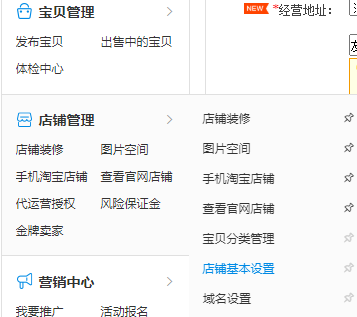 宝贝管理
发布宝贝 出售中的宝贝
体检中心
NEW *经营地址：
店铺管理
店铺装修 图片空间
手机淘宝店铺 查看官网店铺
代运营授权 风险保证金
金牌卖家
营销中心
我要推广 活动报名
店铺装修
图片空间
手机淘宝店铺
查看官网店铺
宝贝分类管理
店铺基本设置
域名设置